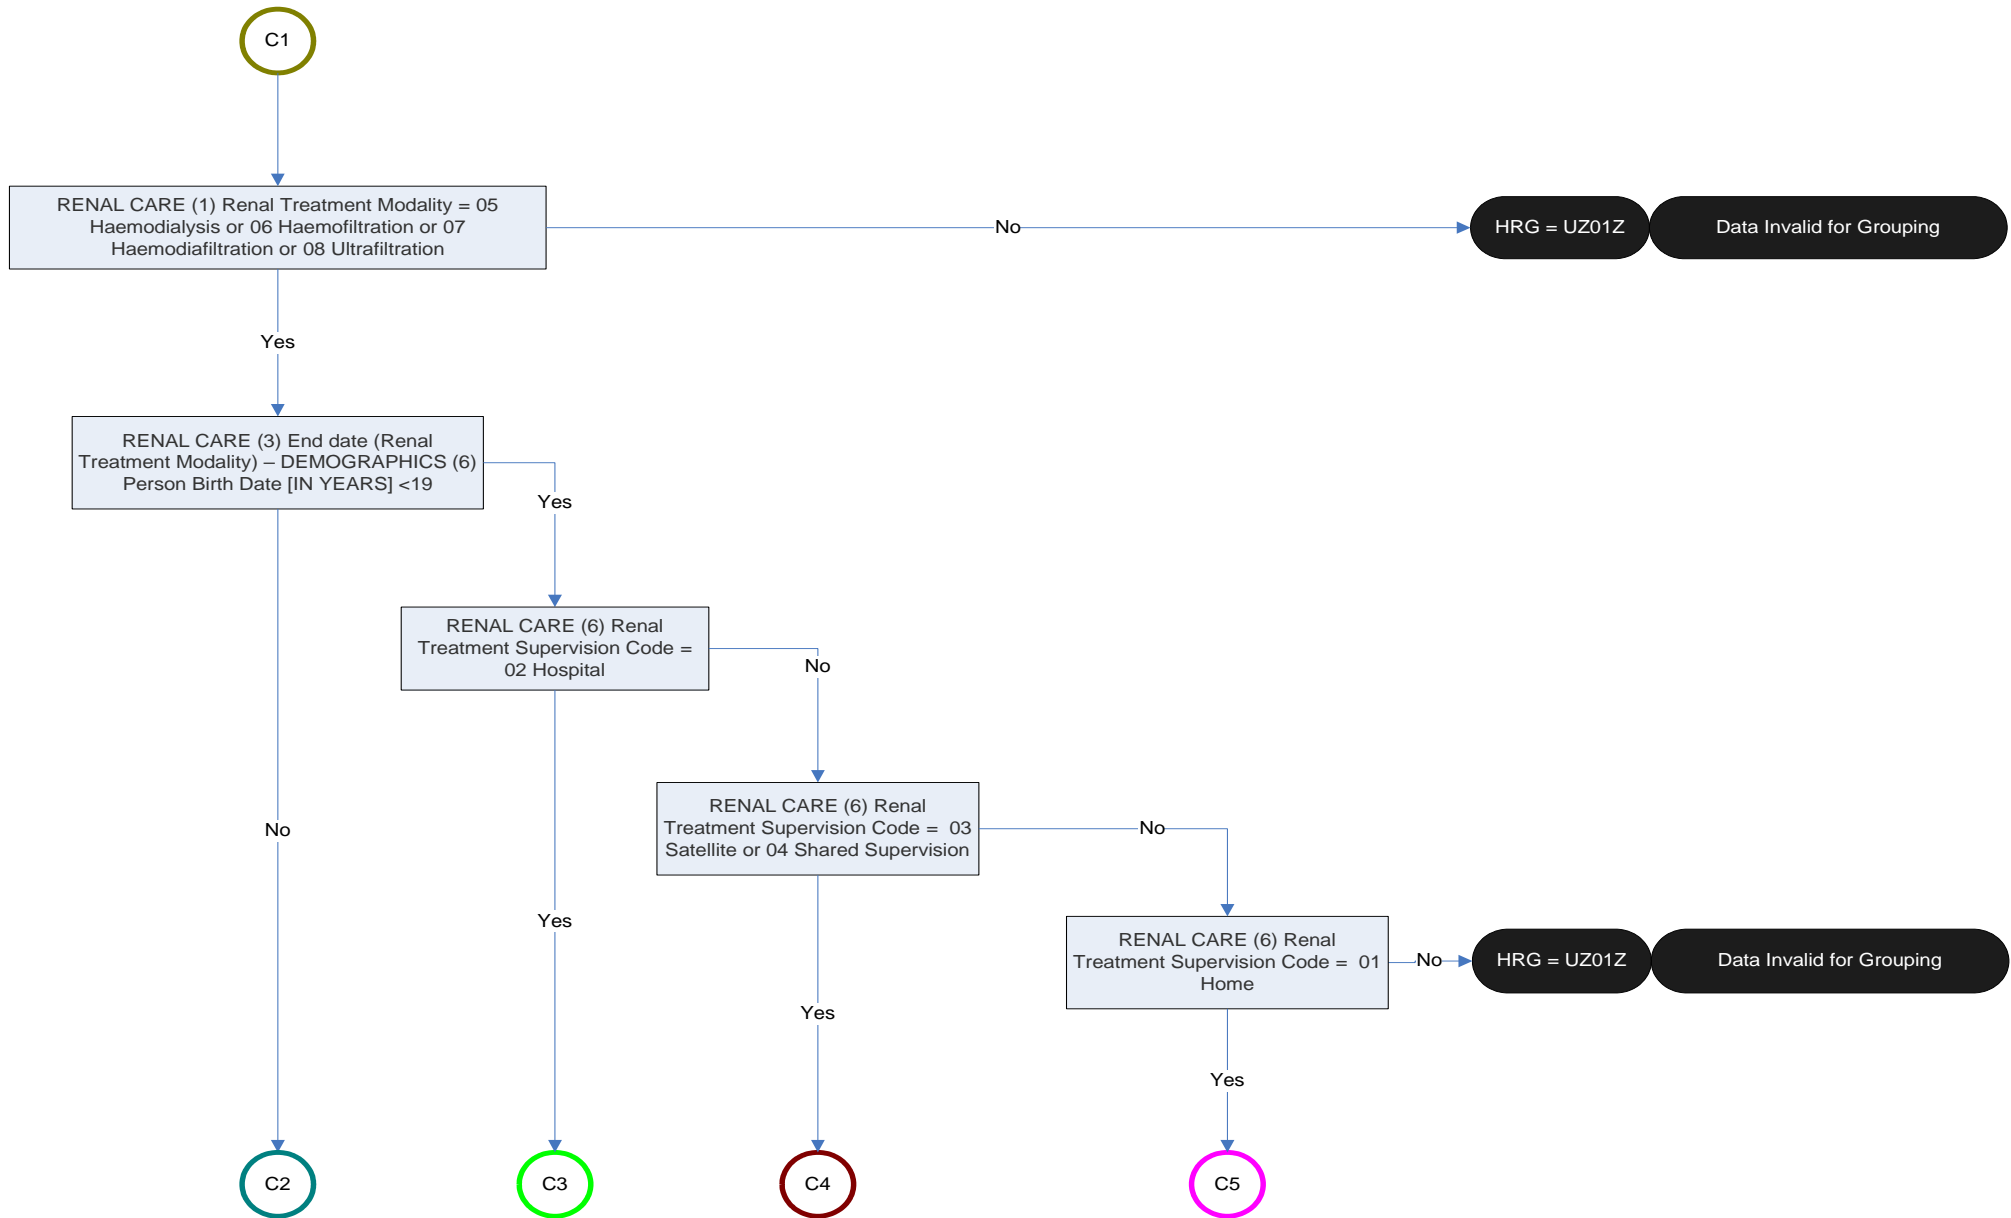 C1
RENAL CARE (1) Renal Treatment Modality = 05
Haemodialysis or 06 Haemofiltration or 07
Haemodiafiltration or 08 Ultrafiltration
No
HRG = UZ01Z
Data Invalid for Grouping
Yes
RENAL CARE (3) End date (Renal
Treatment Modality) – DEMOGRAPHICS (6)
Person Birth Date [IN YEARS] <19
Yes
RENAL CARE (6) Renal
Treatment Supervision Code =
02 Hospital
No
RENAL CARE (6) Renal
Treatment Supervision Code =  03
Satellite or 04 Shared Supervision
No
No
Yes
RENAL CARE (6) Renal
Treatment Supervision Code =  01
Home
No
HRG = UZ01Z
Data Invalid for Grouping
Yes
Yes
C2
C3
C4
C5